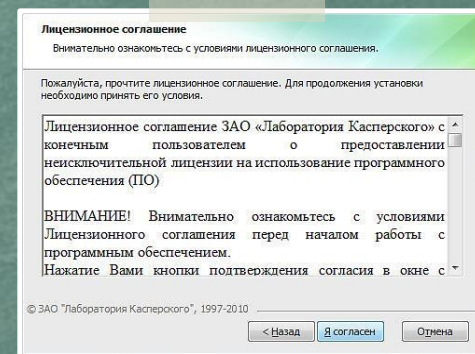 Лицензионное соглашение
Внимательно ознакомьтесь с условиями лицензионного соглашения.
Пожалуйста, прочтите лицензионное соглашение. Для продолжения установки
необходимо принять его условия.
Лицензионное соглашение ЗАО «Лаборатория Касперского» с
конечным пользователем о предоставлении
неисключительной лицензии на использование программного
обеспечения (ПО)
ВНИМАНИЕ! Внимательно ознакомьтесь с условиями
Лицензионного соглашения перед началом работы с
программным обеспечением.
Нажатие Вами кнопки подтверждения согласия в окне с
© ЗАО "Лаборатория Касперского", 1997-2010
< Назад Я согласен Отмена